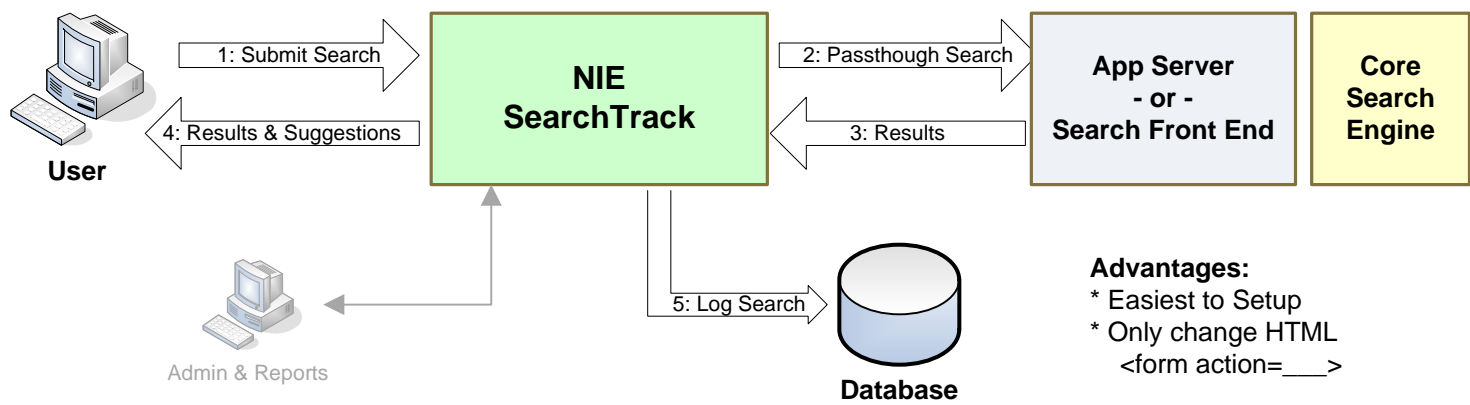 1: Submit Search
4: Results & Suggestions
User
NIE
SearchTrack
2: Passthough Search
3: Results
App Server
- or -
Search Front End
Core
Search
Engine
Admin & Reports
5: Log Search
Database
Advantages:
* Easiest to Setup
* Only change HTML
<form action=___>